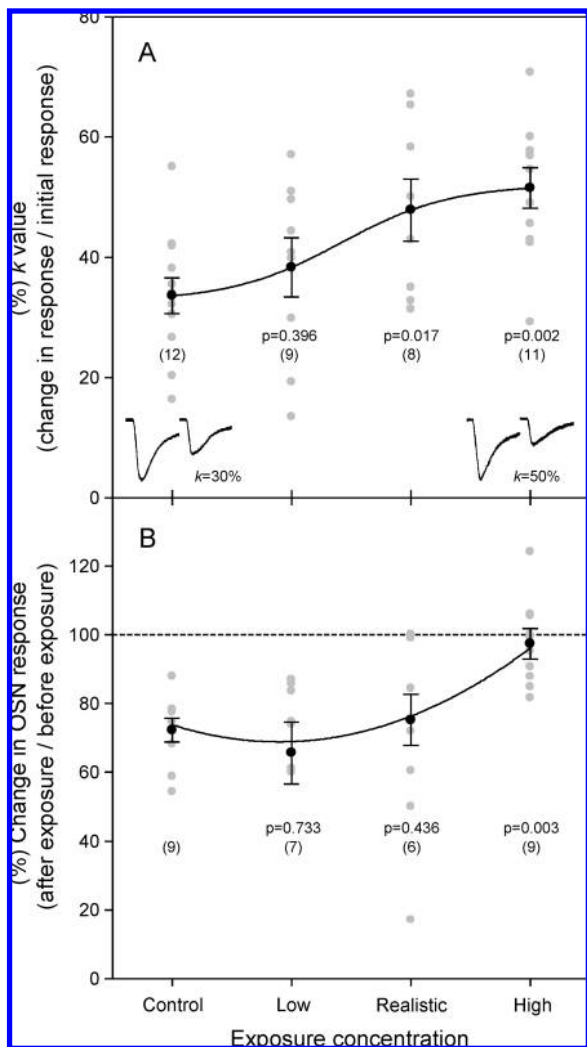 80
60
40
20
0
(%) k value
(change in response / initial response)
A
p=0.396
p=0.017
p=0.002
(12)
(9)
(8)
(11)
k=30%
k=50%
120
100
80
60
40
20
0
(%) Change in OSN response
(after exposure / before exposure)
B
p=0.733
p=0.436
p=0.003
(9)
(7)
(6)
(9)
Control
Low
Realistic
High
Exposure concentration